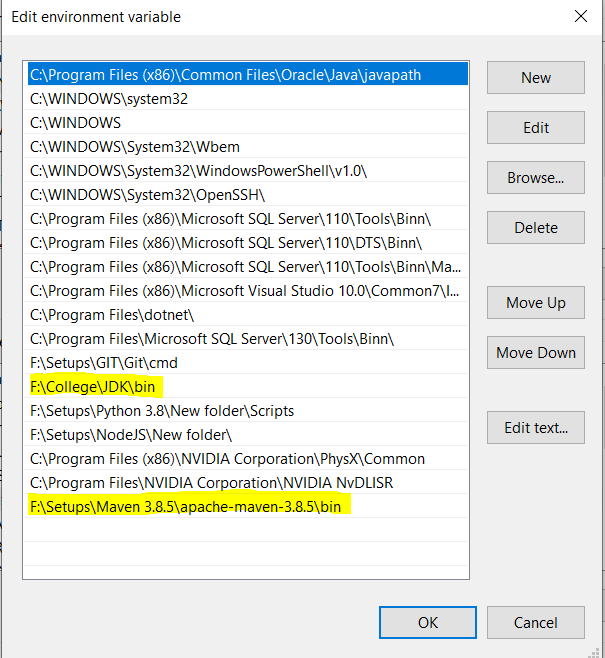 Edit environment variable
C:\Program Files (x86)\Common Files\Oracle\Java\javapath
C:\WINDOWS\system32
C:\WINDOWS
C:\WINDOWS\System32\Wbem
C:\WINDOWS\System32\WindowsPowerShell\v1.0\
C:\WINDOWS\System32\OpenSSH\
C:\Program Files (x86)\Microsoft SQL Server\110\Tools\Binn\
C:\Program Files (x86)\Microsoft SQL Server\110\DTS\Binn\
C:\Program Files (x86)\Microsoft SQL Server\110\Tools\Binn\Ma...
C:\Program Files (x86)\Microsoft Visual Studio 10.0\Common7\I...
C:\Program Files\dotnet\
C:\Program Files\Microsoft SQL Server\130\Tools\Binn\
F:\Setups\GIT\Git\cmd
F:\College\JDK\bin
F:\Setups\Python 3.8\New folder\Scripts
F:\Setups\NodeJS\New folder\
C:\Program Files (x86)\NVIDIA Corporation\PhysX\Common
C:\Program Files\NVIDIA Corporation\NVIDIA NvDLISR
F:\Setups\Maven 3.8.5\apache-maven-3.8.5\bin
New
Edit
Browse...
Delete
Move Up
Move Down
Edit text...
OK
Cancel